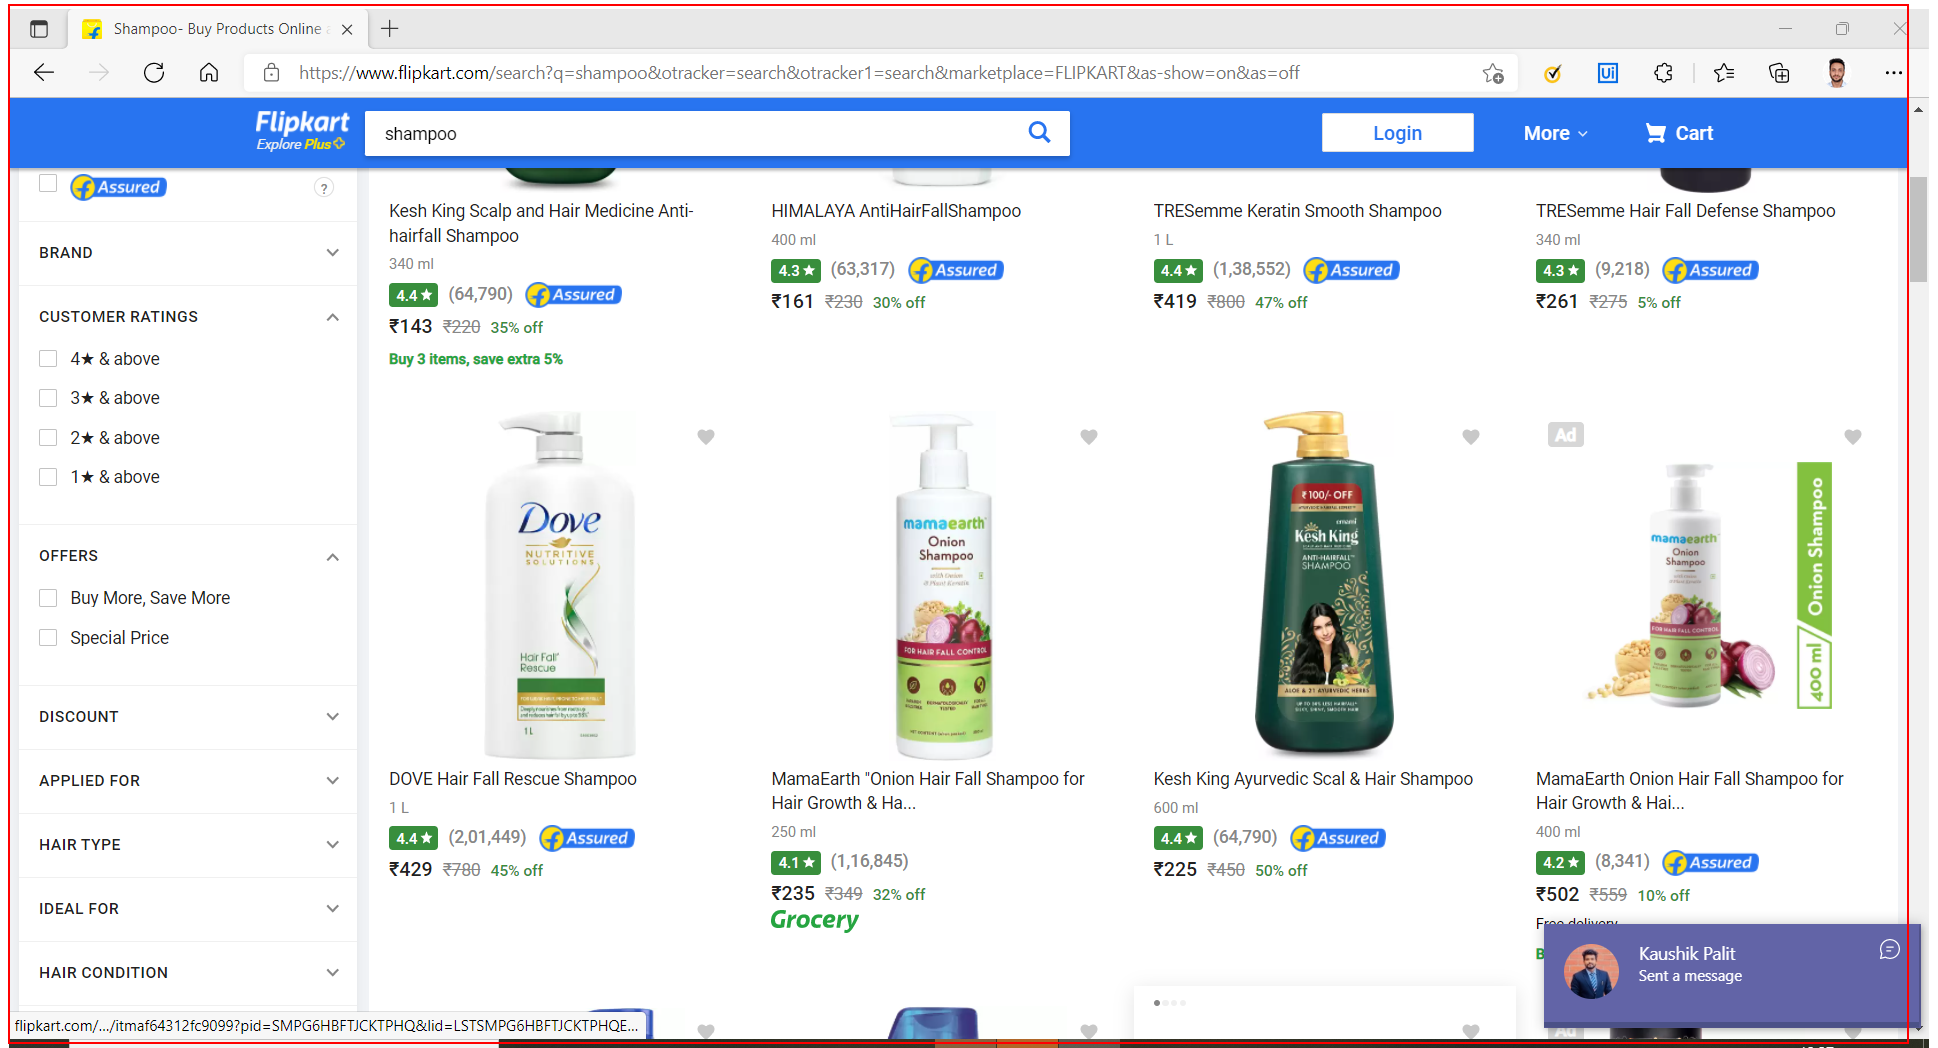 Shampoo- Buy Products Online a
https://www.flipkart.com/search?q=shampoo&otracker=search&otracker1=search&marketplace=FLIPKART&as-show=on&as=off
Flipkart
Explore Plus
shampoo
Login
More
Cart
Assured
?
BRAND
CUSTOMER RATINGS
4★ & above
3★ & above
2★ & above
1★ & above
OFFERS
Buy More, Save More
Special Price
DISCOUNT
APPLIED FOR
HAIR TYPE
IDEAL FOR
HAIR CONDITION
Kesh King Scalp and Hair Medicine Anti-
hairfall Shampoo
340 ml
4.4★ (64,790) Assured
₹143 ₹220 35% off
Buy 3 items, save extra 5%
HIMALAYA AntiHairFallShampoo
400 ml
4.3★ (63,317) Assured
₹161 ₹230 30% off
TRESemme Keratin Smooth Shampoo
1 L
4.4★ (1,38,552) Assured
₹419 ₹800 47% off
TRESemme Hair Fall Defense Shampoo
340 ml
4.3★ (9,218) Assured
₹261 ₹275 5% off
Dove
NUTRITIVE
SOLUTIONS
Hair Fall
Rescue
1L
DOVE Hair Fall Rescue Shampoo
1 L
4.4★ (2,01,449) Assured
₹429 ₹780 45% off
mamaearth
Onion
Shampoo
with Onion
& Plant Keratin
FOR HAIR FALL CONTROL
MamaEarth "Onion Hair Fall Shampoo for
Hair Growth & Ha...
250 ml
4.1★ (1,16,845)
₹235 ₹349 32% off
Grocery
₹100/- OFF
emami
Kesh King
ANTI-HAIRFALL
SHAMPOO
ALOE & 21 AYURVEDIC HERBS
Kesh King Ayurvedic Scal & Hair Shampoo
600 ml
4.4★ (64,790) Assured
₹225 ₹450 50% off
Ad
mamaearth
Onion
Shampoo
FOR HAIR FALL CONTROL
Onion Shampoo
400 ml
MamaEarth Onion Hair Fall Shampoo for
Hair Growth & Hai...
400 ml
4.2★ (8,341) Assured
₹502 ₹559 10% off
Free delivery
Kaushik Palit
Sent a message
Ad
flipkart.com/.../itmaf64312fc9099?pid=SMPG6HBFTJCKTPHQ&lid=LSTSMPG6HBFTJCKTPHQE...